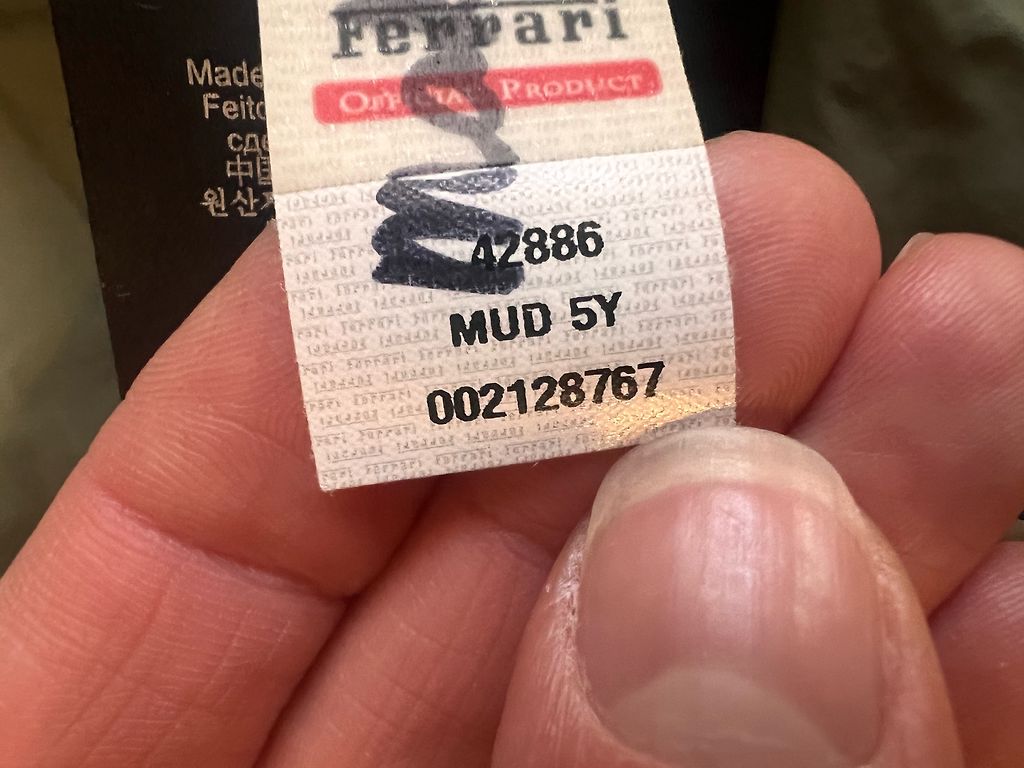 Ferrari
OFFICIAL PRODUCT
42886
MUD 5Y
002128767
Made
Feito
сде
中国
원산지